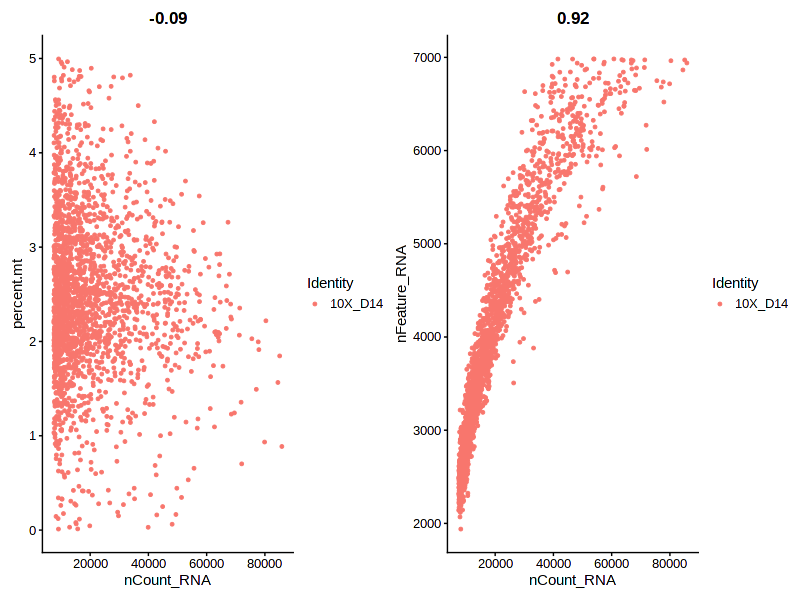 -0.09
percent.mt
5
4
3
2
1
0
20000 40000 60000 80000
nCount_RNA
Identity
10X_D14
0.92
nFeature_RNA
7000
6000
5000
4000
3000
2000
20000 40000 60000 80000
nCount_RNA
Identity
10X_D14